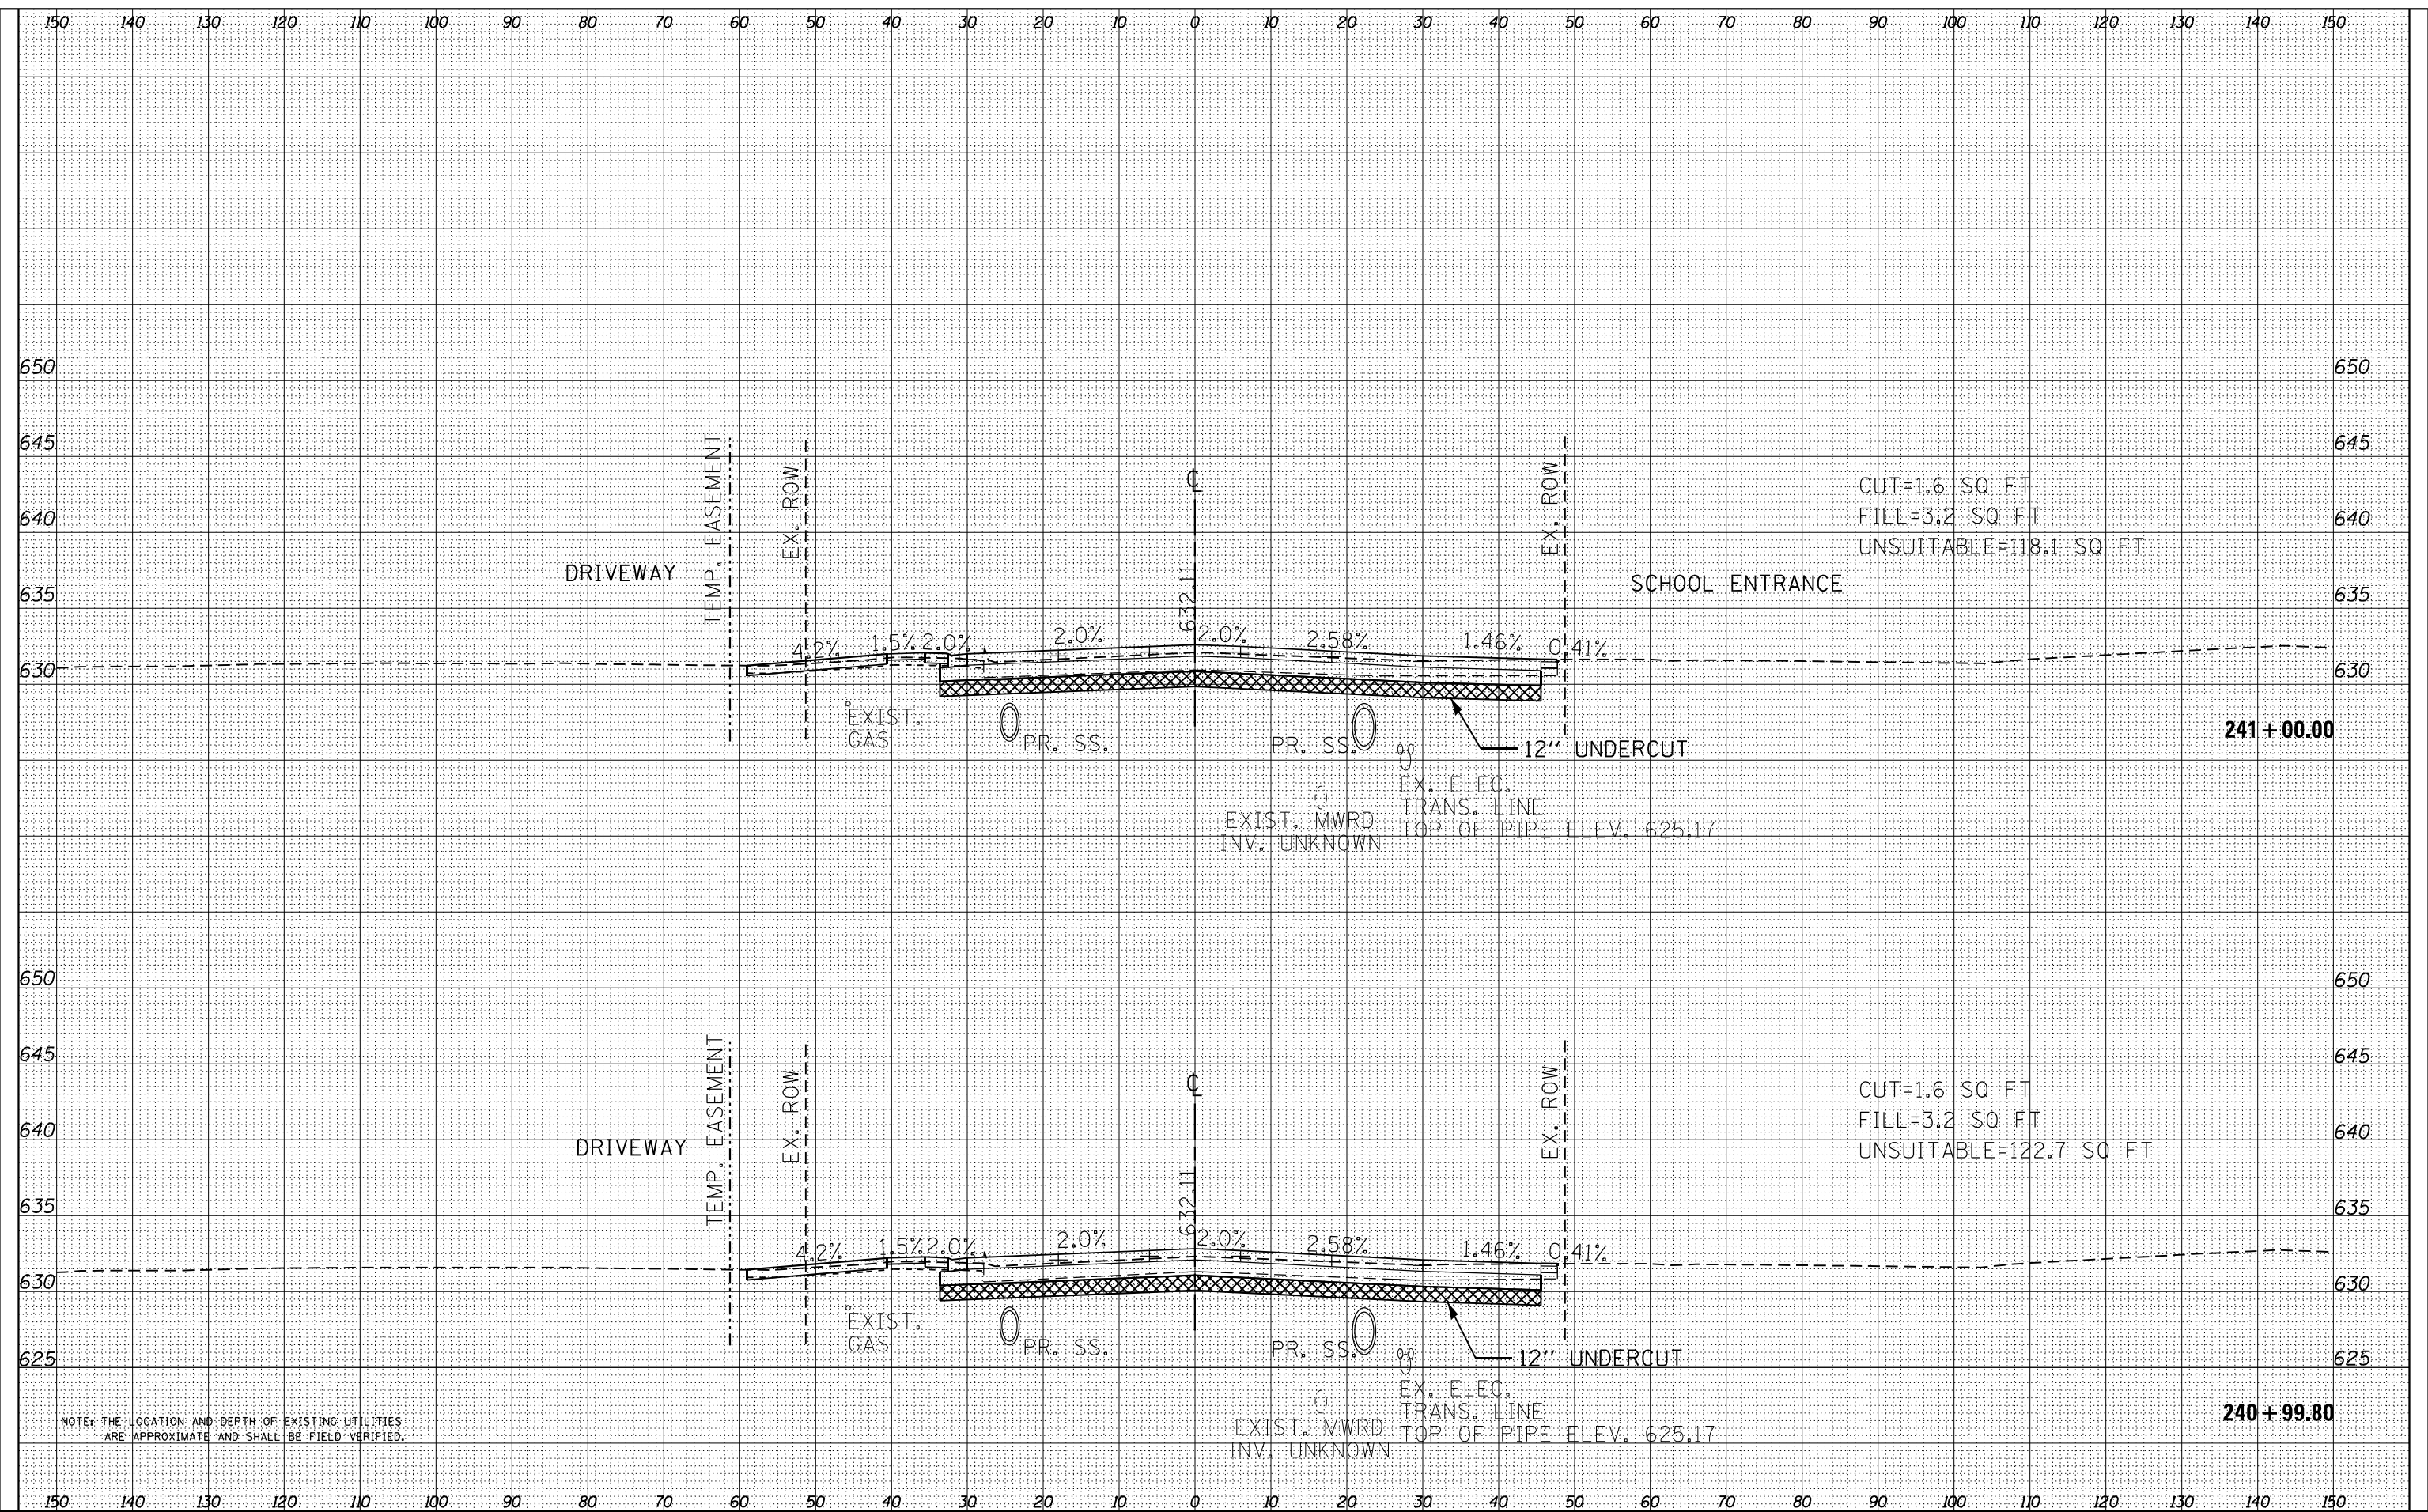 150 140 130 120 110 100 90 80 70 60 50 40 30 20 10 0 10 20 30 40 50 60 70 80 90 100 110 120 130 140 150
650 650
645 645
TEMP. EASEMENT
EX. ROW
℄
EX. ROW
CUT=1.6 SQ FT
640 640
FILL=3.2 SQ FT
UNSUITABLE=118.1 SQ FT
DRIVEWAY
SCHOOL ENTRANCE
635 635
632.11
4.2% 1.5% 2.0% 2.0% 2.0% 2.58% 1.46% 0.41%
630 630
EXIST.
GAS
PR. SS.
PR. SS.
12'' UNDERCUT
241+00.00
EX. ELEC.
TRANS. LINE
TOP OF PIPE ELEV. 625.17
EXIST. MWRD
INV. UNKNOWN
650 650
645 645
TEMP. EASEMENT
EX. ROW
℄
EX. ROW
CUT=1.6 SQ FT
FILL=3.2 SQ FT
640 640
UNSUITABLE=122.7 SQ FT
DRIVEWAY
635 635
632.11
4.2% 1.5% 2.0% 2.0% 2.0% 2.58% 1.46% 0.41%
630 630
EXIST.
GAS
PR. SS.
PR. SS.
12'' UNDERCUT
625 625
EX. ELEC.
TRANS. LINE
TOP OF PIPE ELEV. 625.17
EXIST. MWRD
INV. UNKNOWN
240+99.80
NOTE: THE LOCATION AND DEPTH OF EXISTING UTILITIES
ARE APPROXIMATE AND SHALL BE FIELD VERIFIED.
150 140 130 120 110 100 90 80 70 60 50 40 30 20 10 0 10 20 30 40 50 60 70 80 90 100 110 120 130 140 150